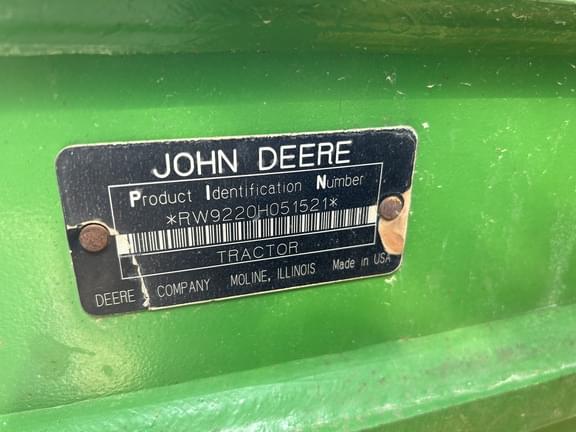 JOHN DEERE
Product Identification Number
*RW9220H051521*
TRACTOR
DEERE COMPANY MOLINE, ILLINOIS Made in USA